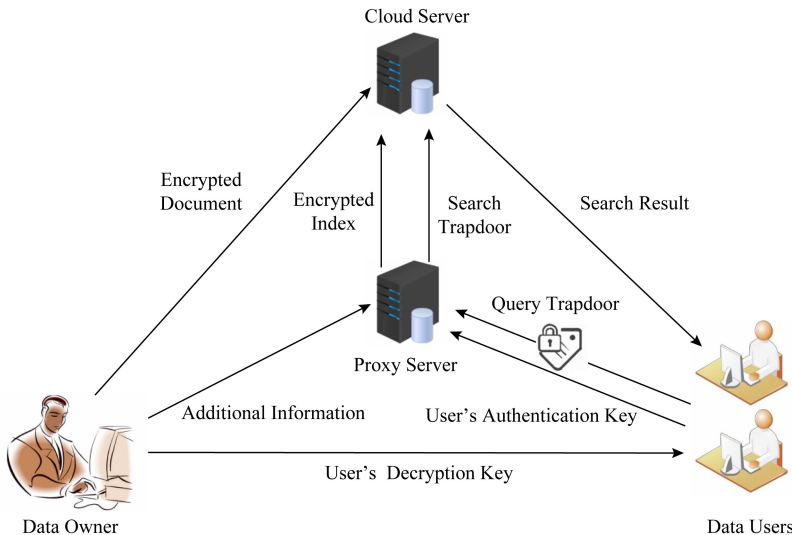 Cloud Server
Encrypted
Document
Encrypted
Index
Search
Trapdoor
Search Result
Query Trapdoor
Proxy Server
Additional Information
User's Authentication Key
User's Decryption Key
Data Owner
Data Users